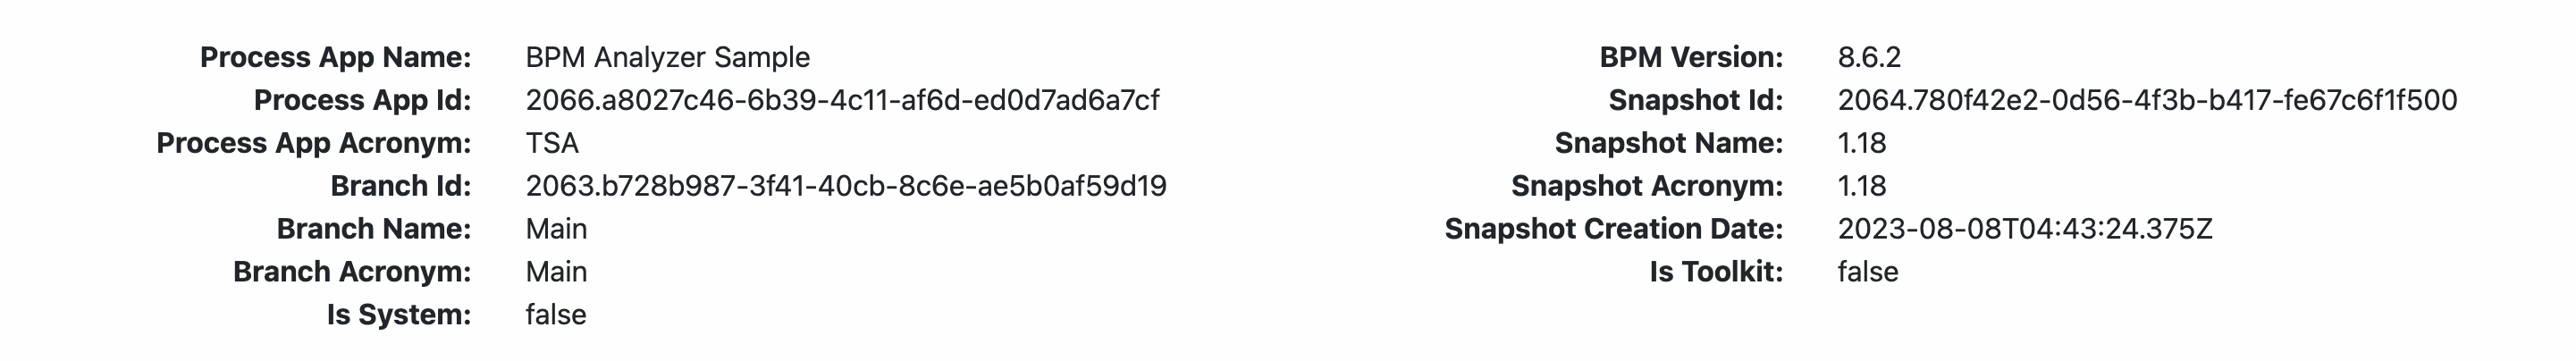 Process App Name: BPM Analyzer Sample
Process App Id: 2066.a8027c46-6b39-4c11-af6d-ed0d7ad6a7cf
Process App Acronym: TSA
Branch Id: 2063.b728b987-3f41-40cb-8c6e-ae5b0af59d19
Branch Name: Main
Branch Acronym: Main
Is System: false
BPM Version: 8.6.2
Snapshot Id: 2064.780f42e2-0d56-4f3b-b417-fe67c6f1f500
Snapshot Name: 1.18
Snapshot Acronym: 1.18
Snapshot Creation Date: 2023-08-08T04:43:24.375Z
Is Toolkit: false